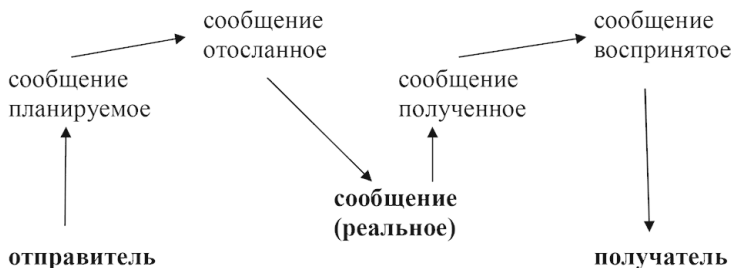 сообщение
отосланное
сообщение
воспринятое
сообщение
планируемое
сообщение
полученное
сообщение
(реальное)
отправитель
получатель